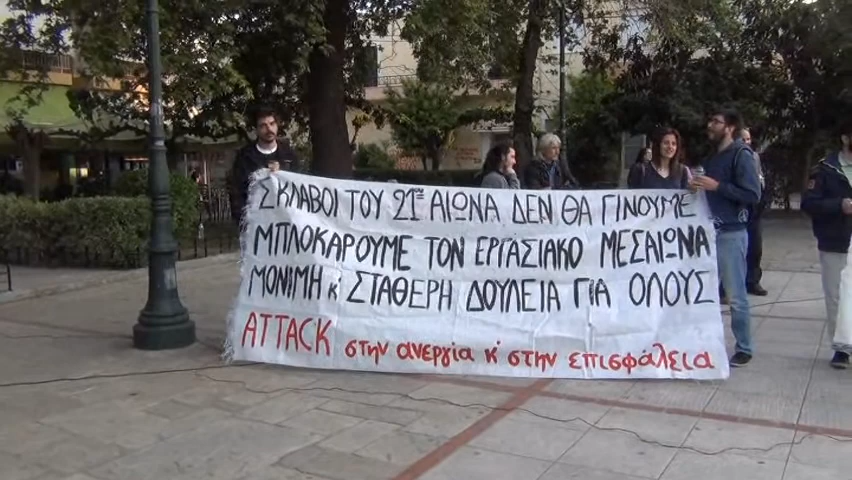 ΣΚΛΑΒΟΙ ΤΟΥ 21ου ΑΙΩΝΑ ΔΕΝ ΘΑ ΓΙΝΟΥΜΕ
ΜΠΛΟΚΑΡΟΥΜΕ ΤΟΝ ΕΡΓΑΣΙΑΚΟ ΜΕΣΑΙΩΝΑ
ΜΟΝΙΜΗ κ' ΣΤΑΘΕΡΗ ΔΟΥΛΕΙΑ ΓΙΑ ΟΛΟΥΣ
ATTACK στην ανεργία κ' στην επισφάλεια